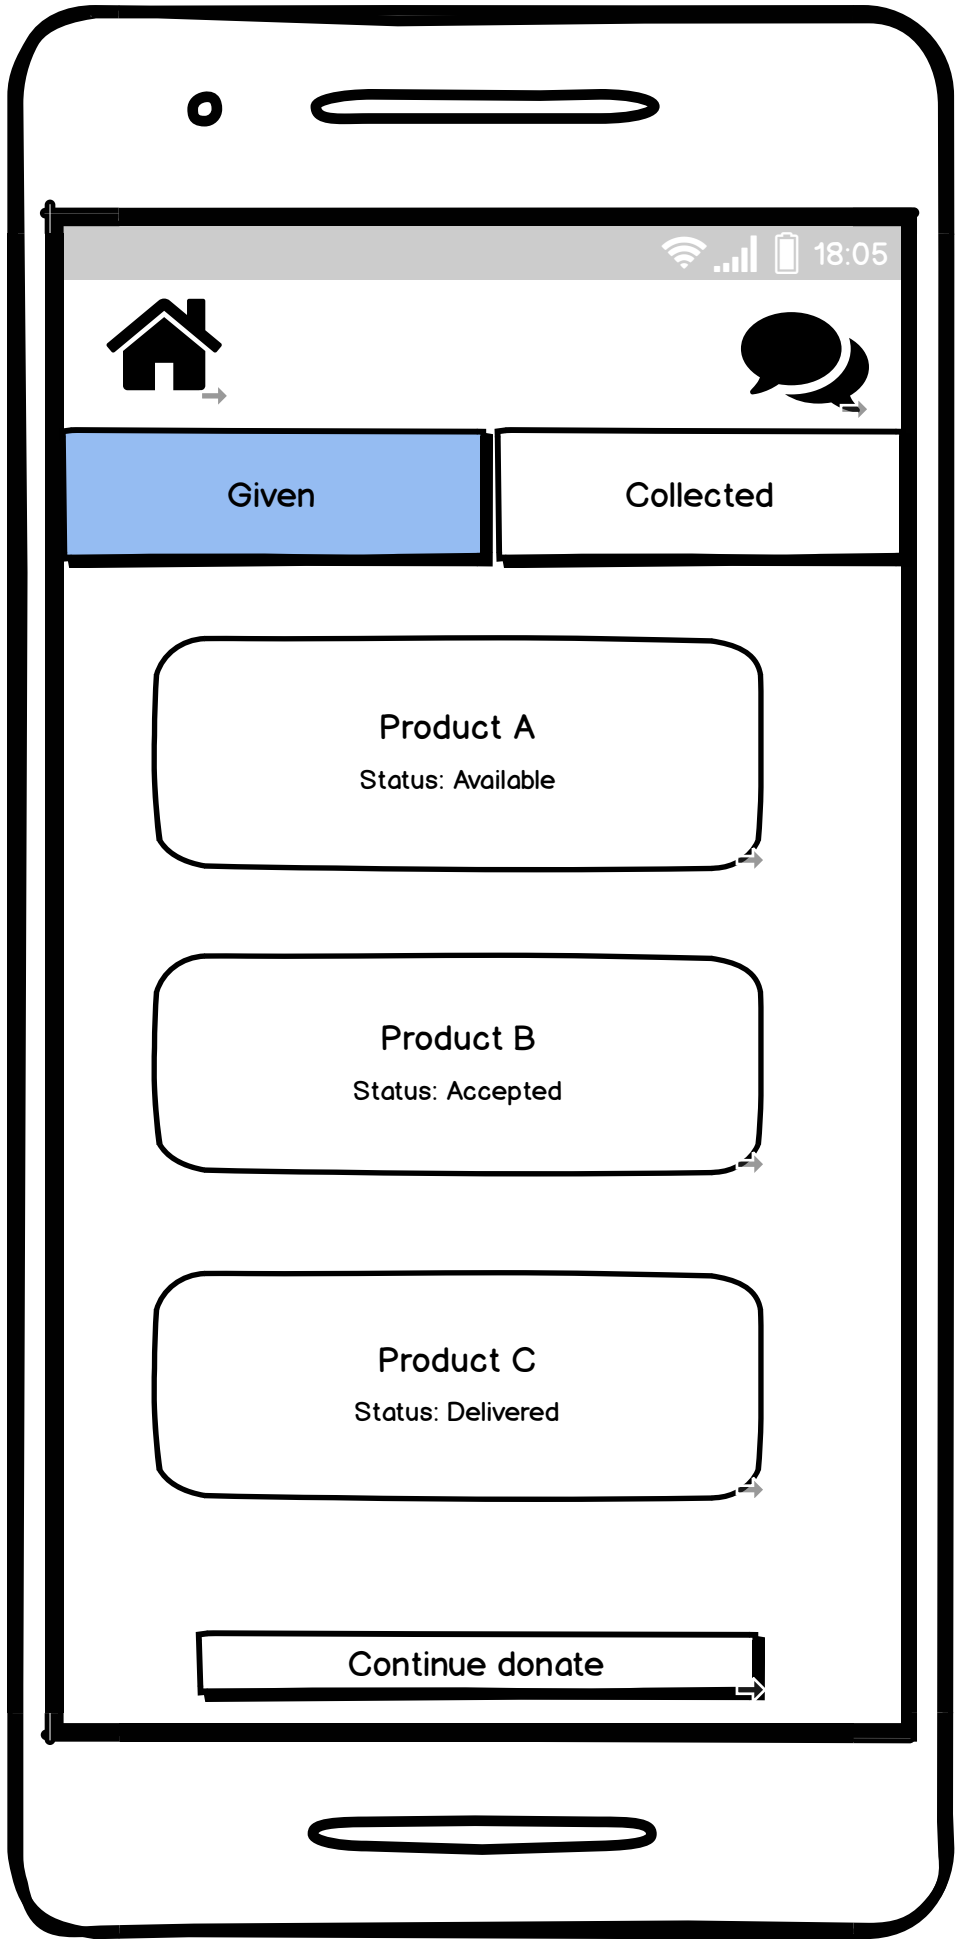 18:05
Given
Collected
Product A
Status: Available
Product B
Status: Accepted
Product C
Status: Delivered
Continue donate